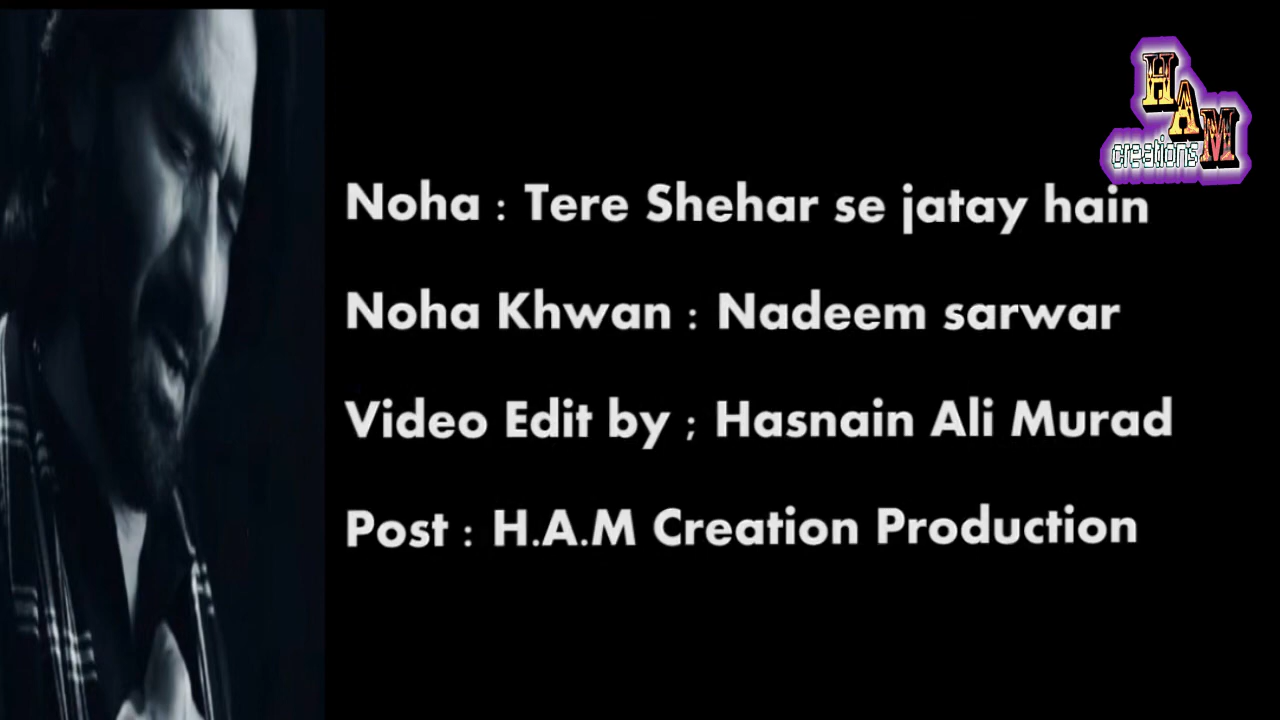 HAM
creations
Noha : Tere Shehar se jatay hain
Noha Khwan : Nadeem sarwar
Video Edit by ; Hasnain Ali Murad
Post : H.A.M Creation Production